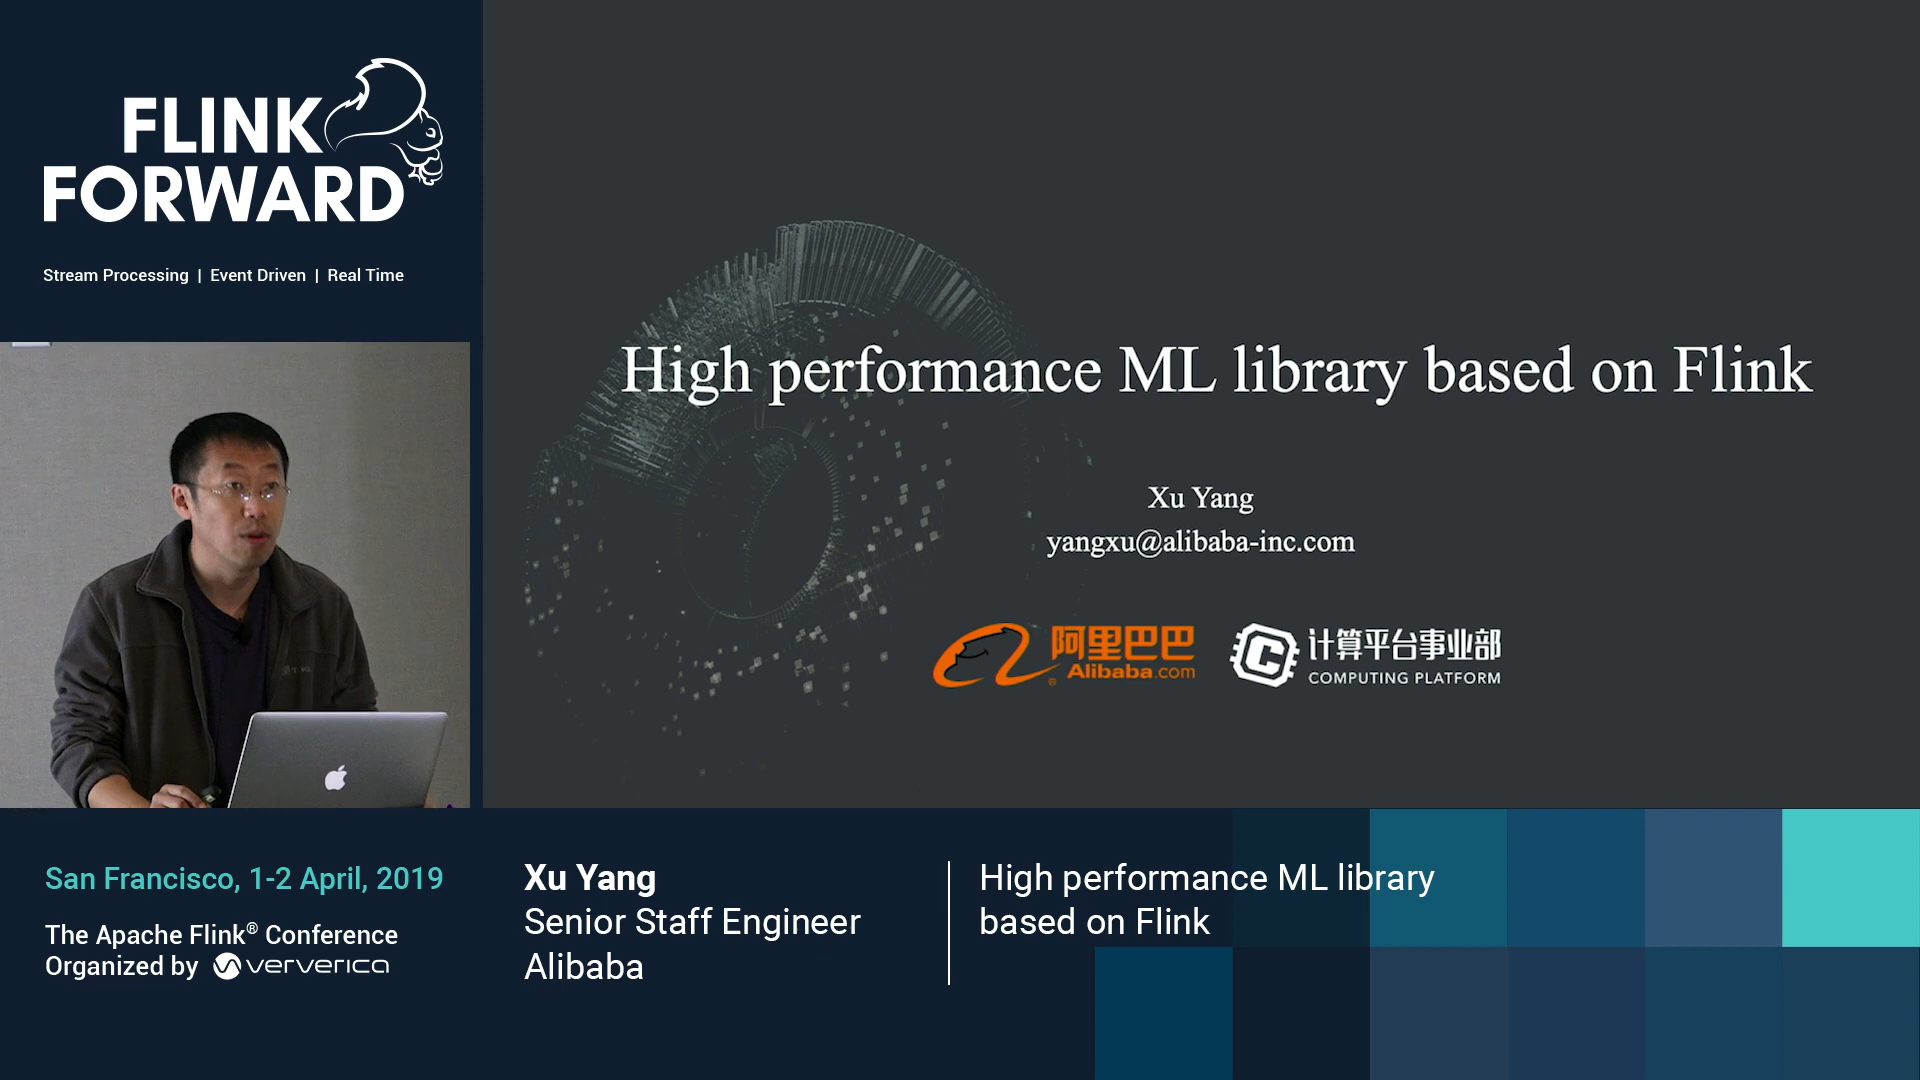 FLINK
FORWARD
Stream Processing | Event Driven | Real Time
High performance ML library based on Flink
Xu Yang
yangxu@alibaba-inc.com
阿里巴巴
Alibaba.com
计算平台事业部
COMPUTING PLATFORM
San Francisco, 1-2 April, 2019
The Apache Flink® Conference
Organized by ververica
Xu Yang
Senior Staff Engineer
Alibaba
High performance ML library
based on Flink